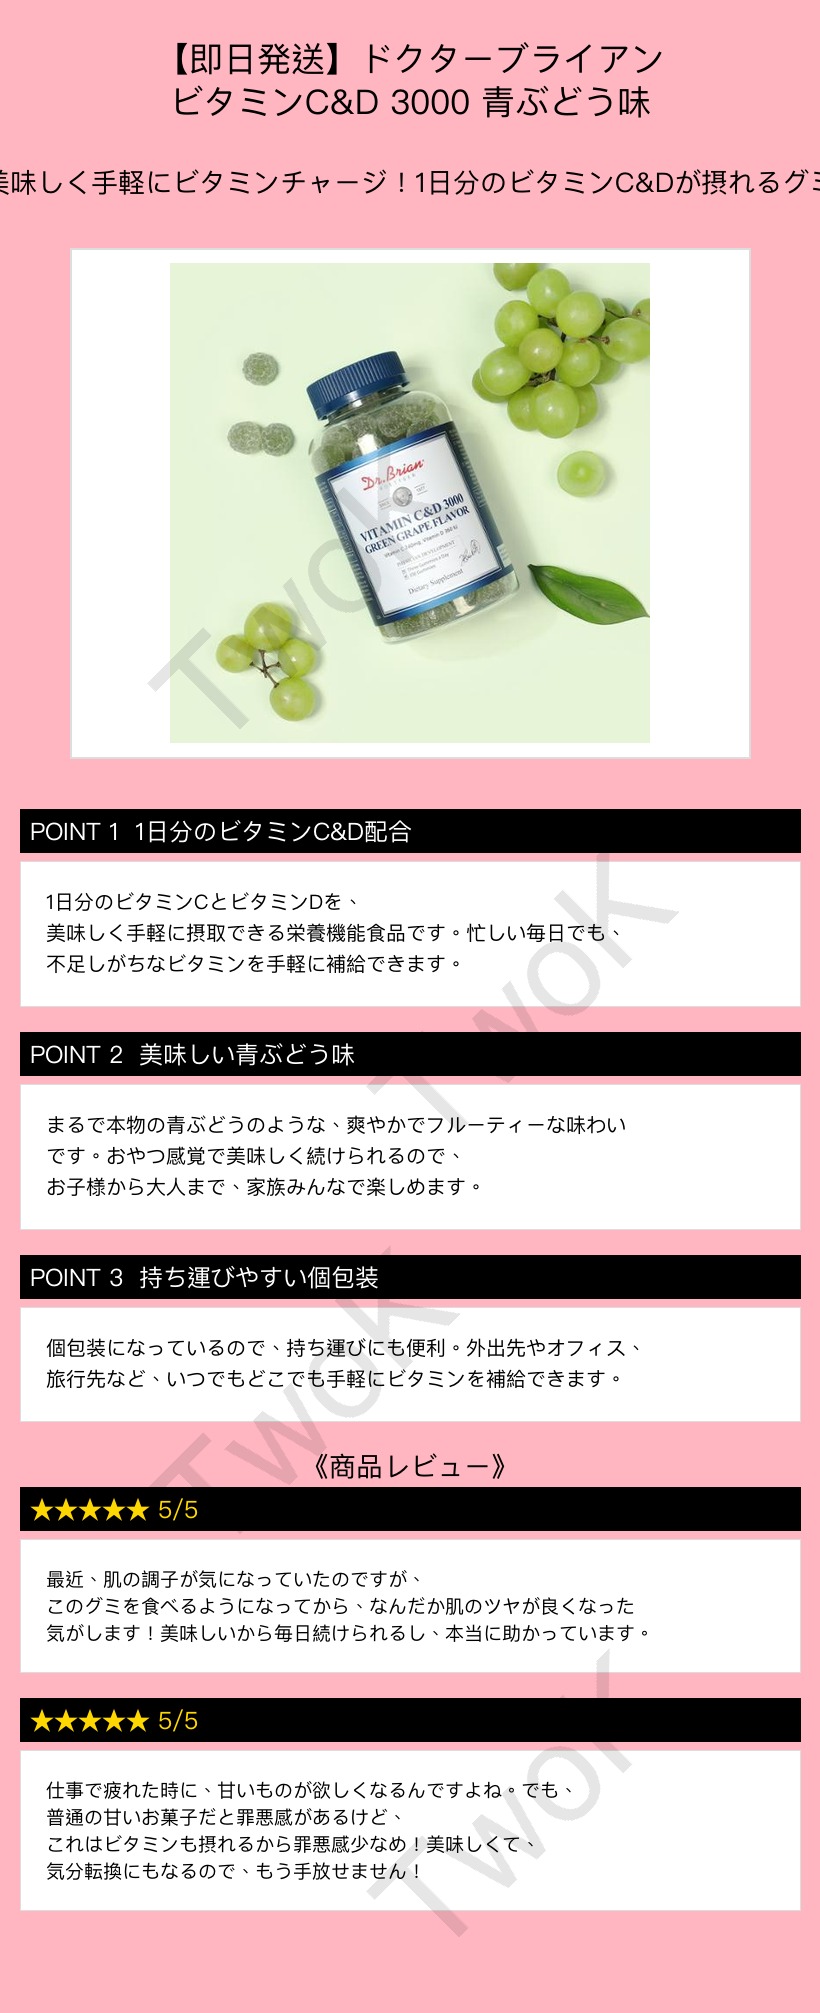 【即日発送】ドクターブライアン
ビタミンC&D 3000 青ぶどう味
美味しく手軽にビタミンチャージ！1日分のビタミンC&Dが摂れるグミ
Dr.Brian
VITAMIN C&D 3000
GREEN GRAPE FLAVOR
Dietary Supplement
TwoK
POINT 1 1日分のビタミンC&D配合
1日分のビタミンCとビタミンDを、
美味しく手軽に摂取できる栄養機能食品です。忙しい毎日でも、
不足しがちなビタミンを手軽に補給できます。
TwoK
POINT 2 美味しい青ぶどう味
まるで本物の青ぶどうのような、爽やかでフルーティーな味わい
です。おやつ感覚で美味しく続けられるので、
お子様から大人まで、家族みんなで楽しめます。
POINT 3 持ち運びやすい個包装
個包装になっているので、持ち運びにも便利。外出先やオフィス、
旅行先など、いつでもどこでも手軽にビタミンを補給できます。
TwoK
《商品レビュー》
★★★★★ 5/5
最近、肌の調子が気になっていたのですが、
このグミを食べるようになってから、なんだか肌のツヤが良くなった
気がします！美味しいから毎日続けられるし、本当に助かっています。
★★★★★ 5/5
仕事で疲れた時に、甘いものが欲しくなるんですよね。でも、
普通の甘いお菓子だと罪悪感があるけど、
これはビタミンも摂れるから罪悪感少なめ！美味しくて、
気分転換にもなるので、もう手放せません！
TwoK